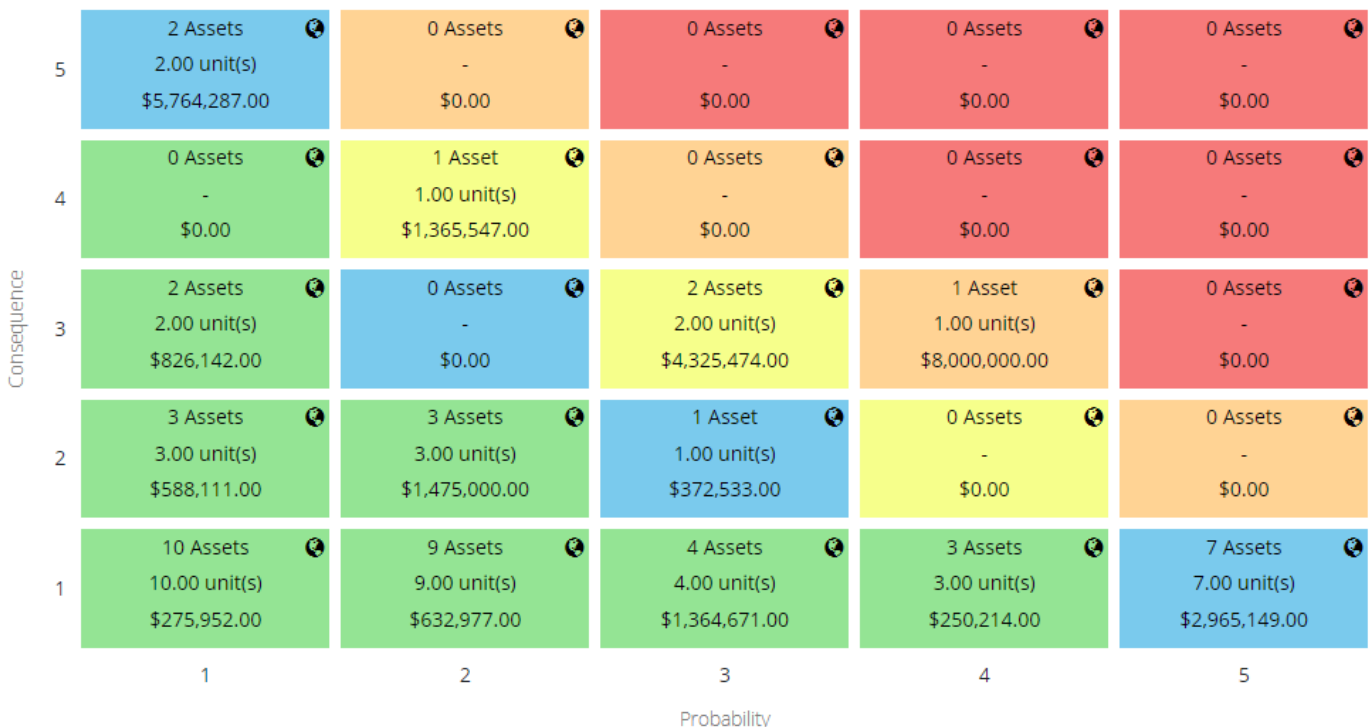 2 Assets
2.00 unit(s)
$5,764,287.00
0 Assets
-
$0.00
0 Assets
-
$0.00
0 Assets
-
$0.00
0 Assets
-
$0.00
5
0 Assets
-
$0.00
1 Asset
1.00 unit(s)
$1,365,547.00
0 Assets
-
$0.00
0 Assets
-
$0.00
0 Assets
-
$0.00
4
2 Assets
2.00 unit(s)
$826,142.00
0 Assets
-
$0.00
2 Assets
2.00 unit(s)
$4,325,474.00
1 Asset
1.00 unit(s)
$8,000,000.00
0 Assets
-
$0.00
3
Consequence
3 Assets
3.00 unit(s)
$588,111.00
3 Assets
3.00 unit(s)
$1,475,000.00
1 Asset
1.00 unit(s)
$372,533.00
0 Assets
-
$0.00
0 Assets
-
$0.00
2
10 Assets
10.00 unit(s)
$275,952.00
9 Assets
9.00 unit(s)
$632,977.00
4 Assets
4.00 unit(s)
$1,364,671.00
3 Assets
3.00 unit(s)
$250,214.00
7 Assets
7.00 unit(s)
$2,965,149.00
1
1
2
3
4
5
Probability